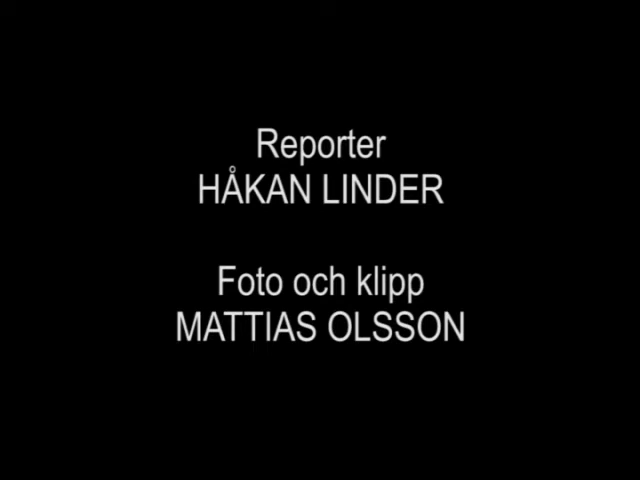 Reporter
HÅKAN LINDER
Foto och klipp
MATTIAS OLSSON